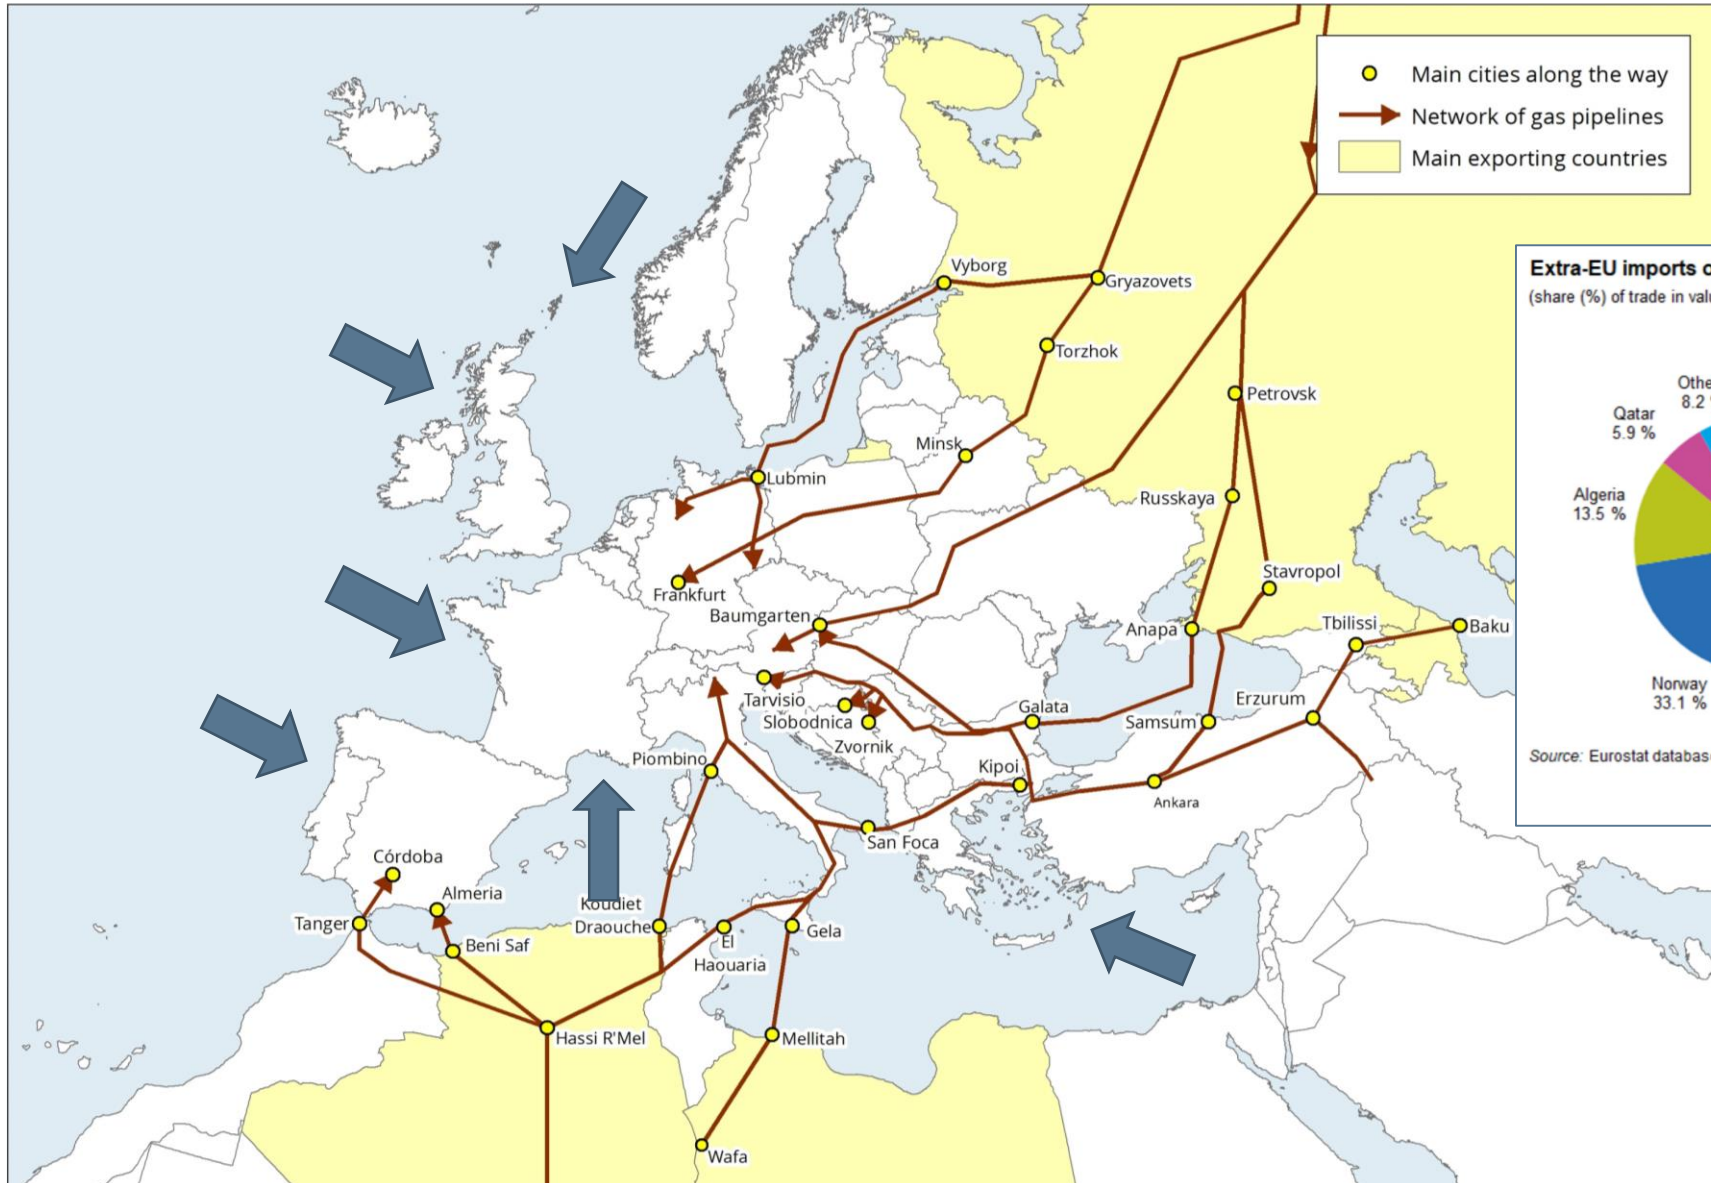 Main cities along the way
Network of gas pipelines
Main exporting countries
Vyborg
Gryazovets
Torzhok
Petrovsk
Minsk
Lubmin
Russkaya
Frankfurt
Stavropol
Baumgarten
Anapa
Tbilissi
Baku
Tarvisio
Slobodnica
Zvornik
Galata
Samsum
Erzurum
Piombino
Kipoi
Ankara
San Foca
Córdoba
Almeria
Tanger
Beni Saf
Koudiet
Draouche
El
Haouaria
Gela
Hassi R'Mel
Mellitah
Wafa
Extra-EU imports
(share (%) of trade in
8.2
Qatar
5.9 %
Algeria
13.5 %
Norway
33.1 %
Source: Eurostat